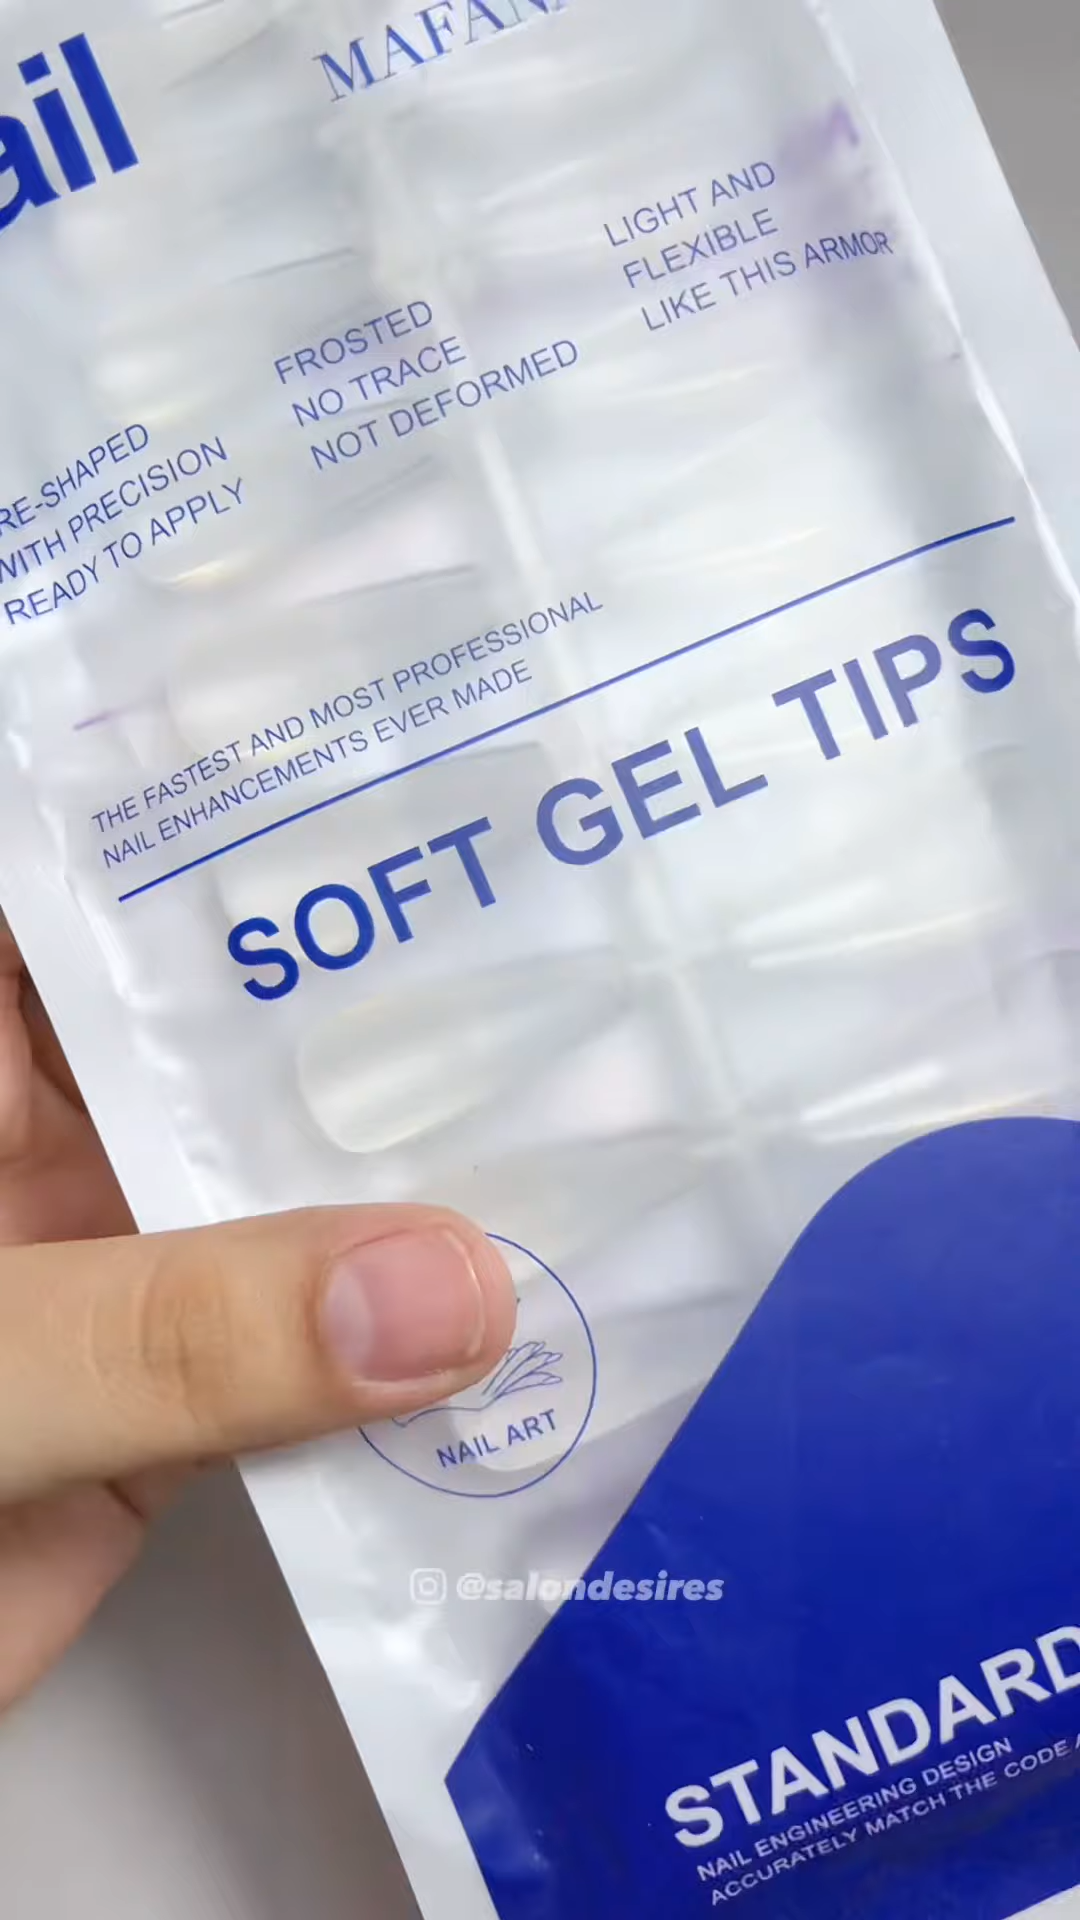 ail
MAFAN
LIGHT AND
FLEXIBLE
LIKE THIS ARMOR
FROSTED
NO TRACE
NOT DEFORMED
RE-SHAPED
WITH PRECISION
READY TO APPLY
THE FASTEST AND MOST PROFESSIONAL
NAIL ENHANCEMENTS EVER MADE
SOFT GEL TIPS
NAIL ART
@salondesires
STANDARD
NAIL ENGINEERING DESIGN
ACCURATELY MATCH THE CODE